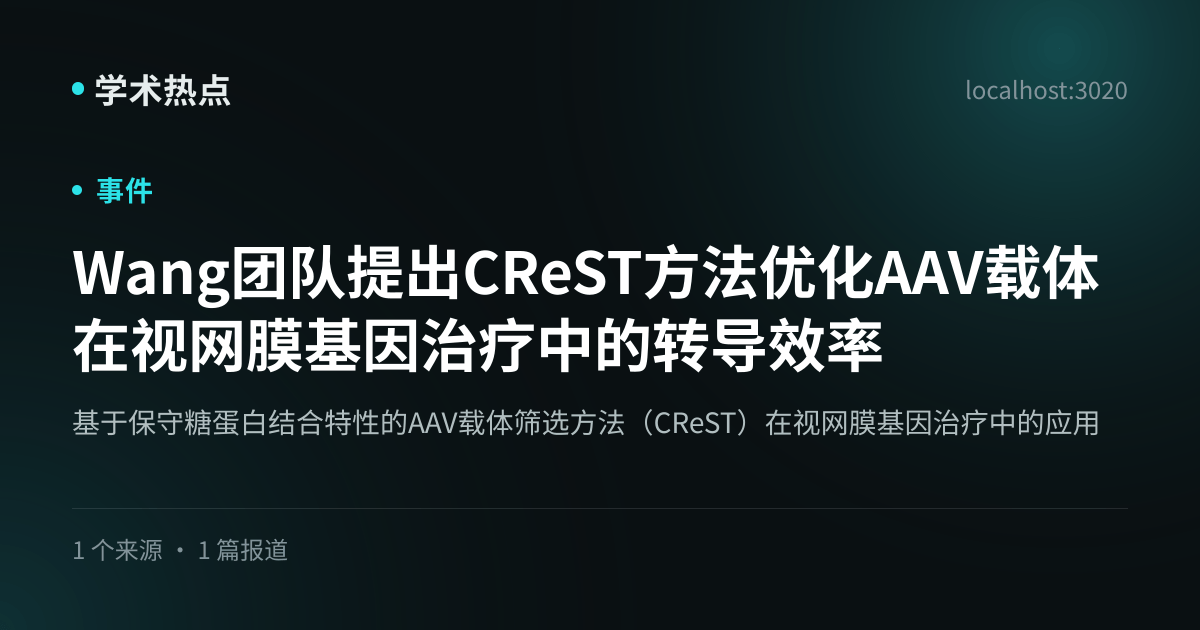 学术热点
localhost:3020
事件
Wang团队提出CReST方法优化AAV载体
在视网膜基因治疗中的转导效率
基于保守糖蛋白结合特性的AAV载体筛选方法（CReST）在视网膜基因治疗中的应用
1 个来源 · 1 篇报道